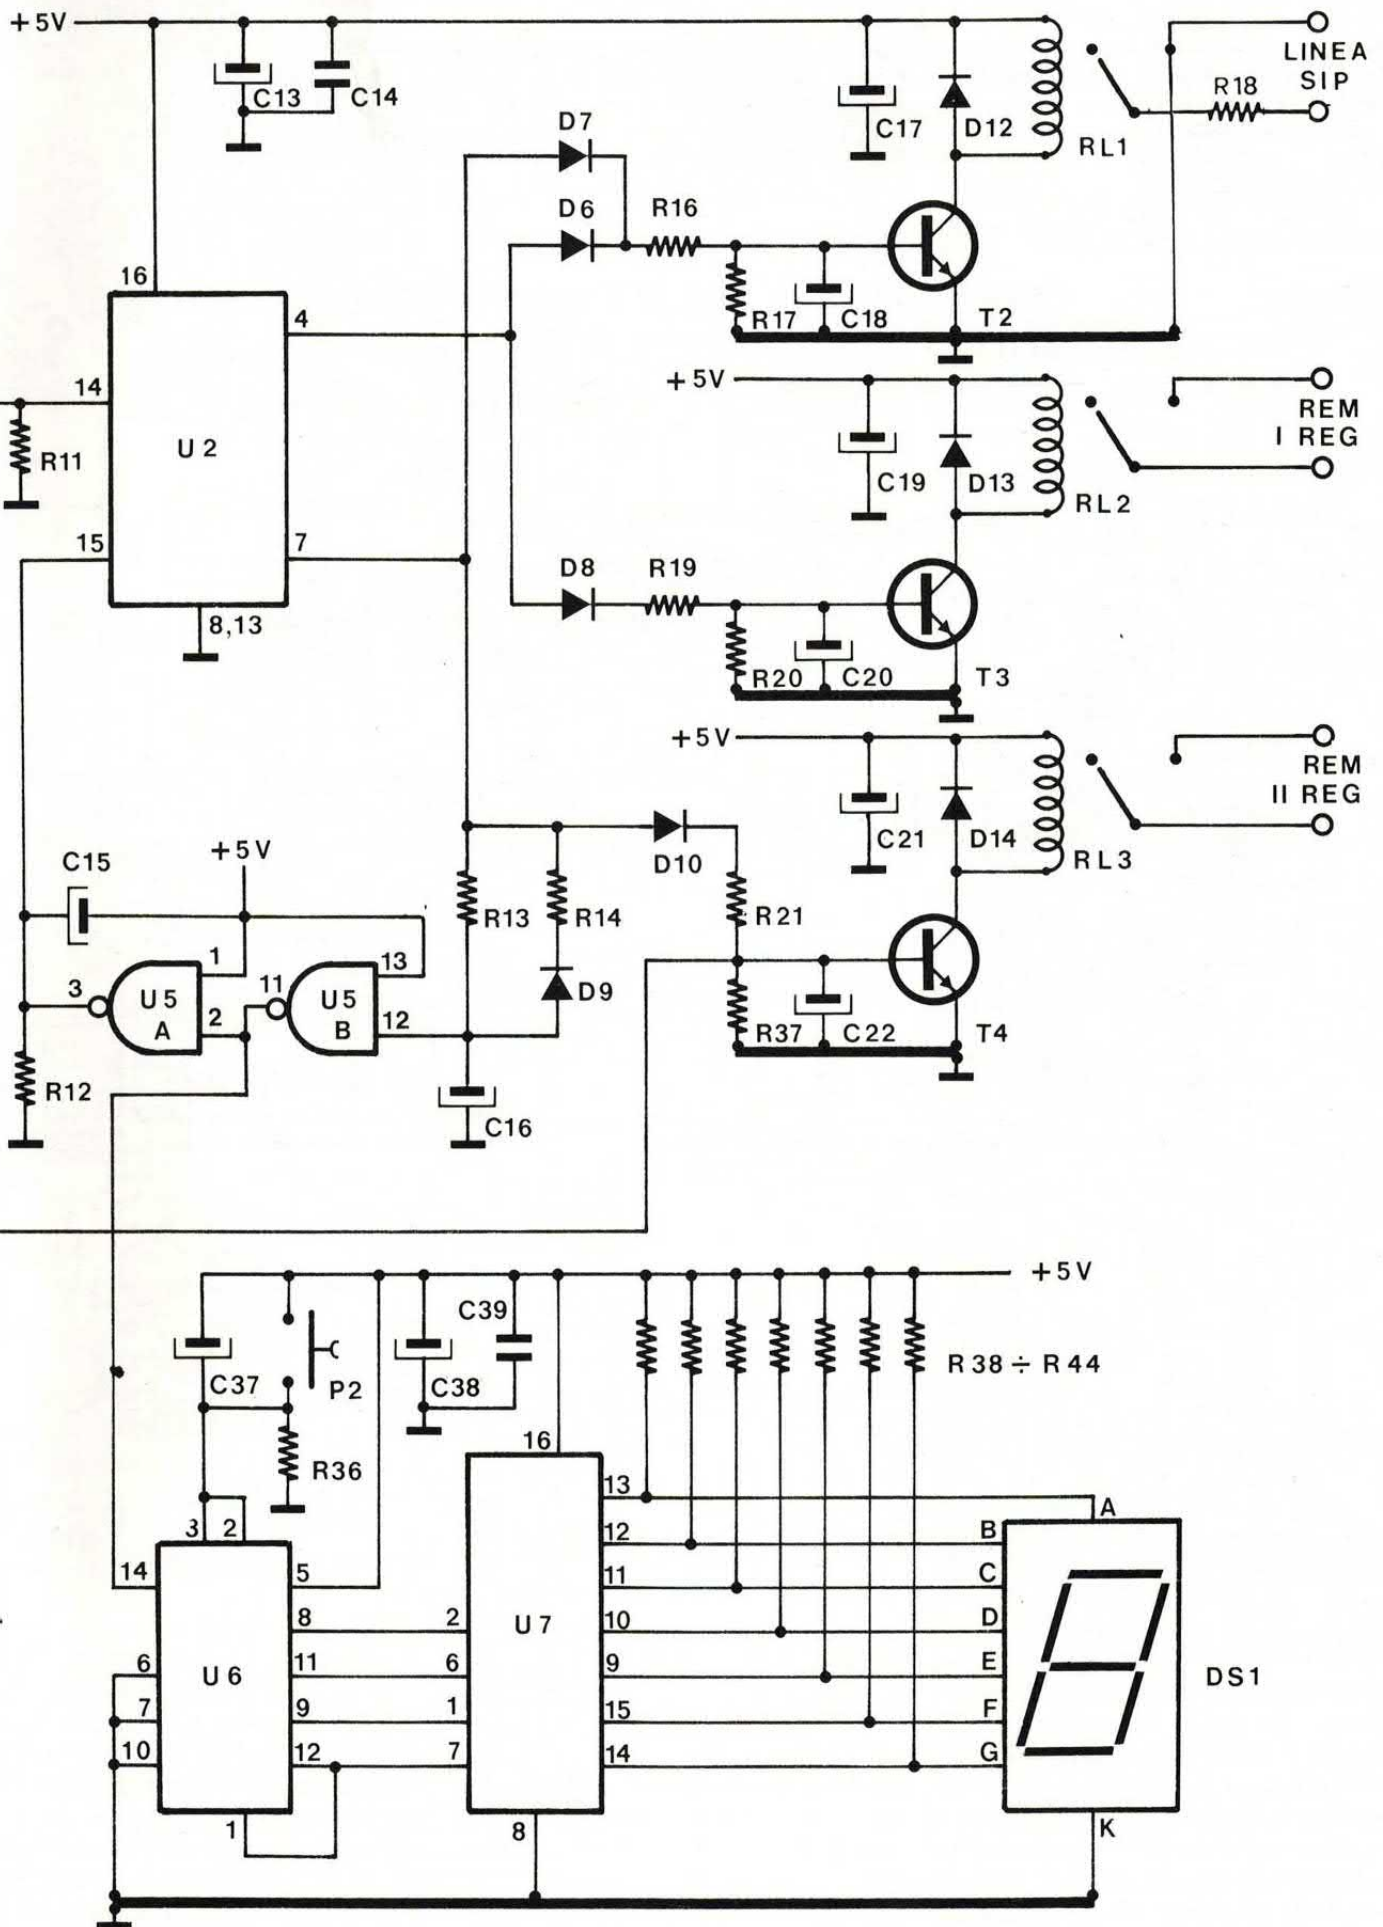 +5V
LINEA
SIP
C13
C14
C17
D12
RL1
R18
D7
D6
R16
16
4
R17
C18
T2
+5V
REM
I REG
14
U2
R11
C19
D13
RL2
15
7
D8
R19
8,13
R20
C20
T3
+5V
REM
II REG
C15
+5V
D10
C21
D14
RL3
R13
R14
R21
1
13
3
U5
A
2
11
U5
B
12
D9
R12
C16
R37
C22
T4
+5V
C37
P2
C38
C39
R38÷R44
R36
16
3
2
14
5
U6
8
2
6
11
6
7
9
1
10
12
7
1
U7
13
12
11
10
9
15
14
8
A
B
C
D
E
F
G
K
DS1